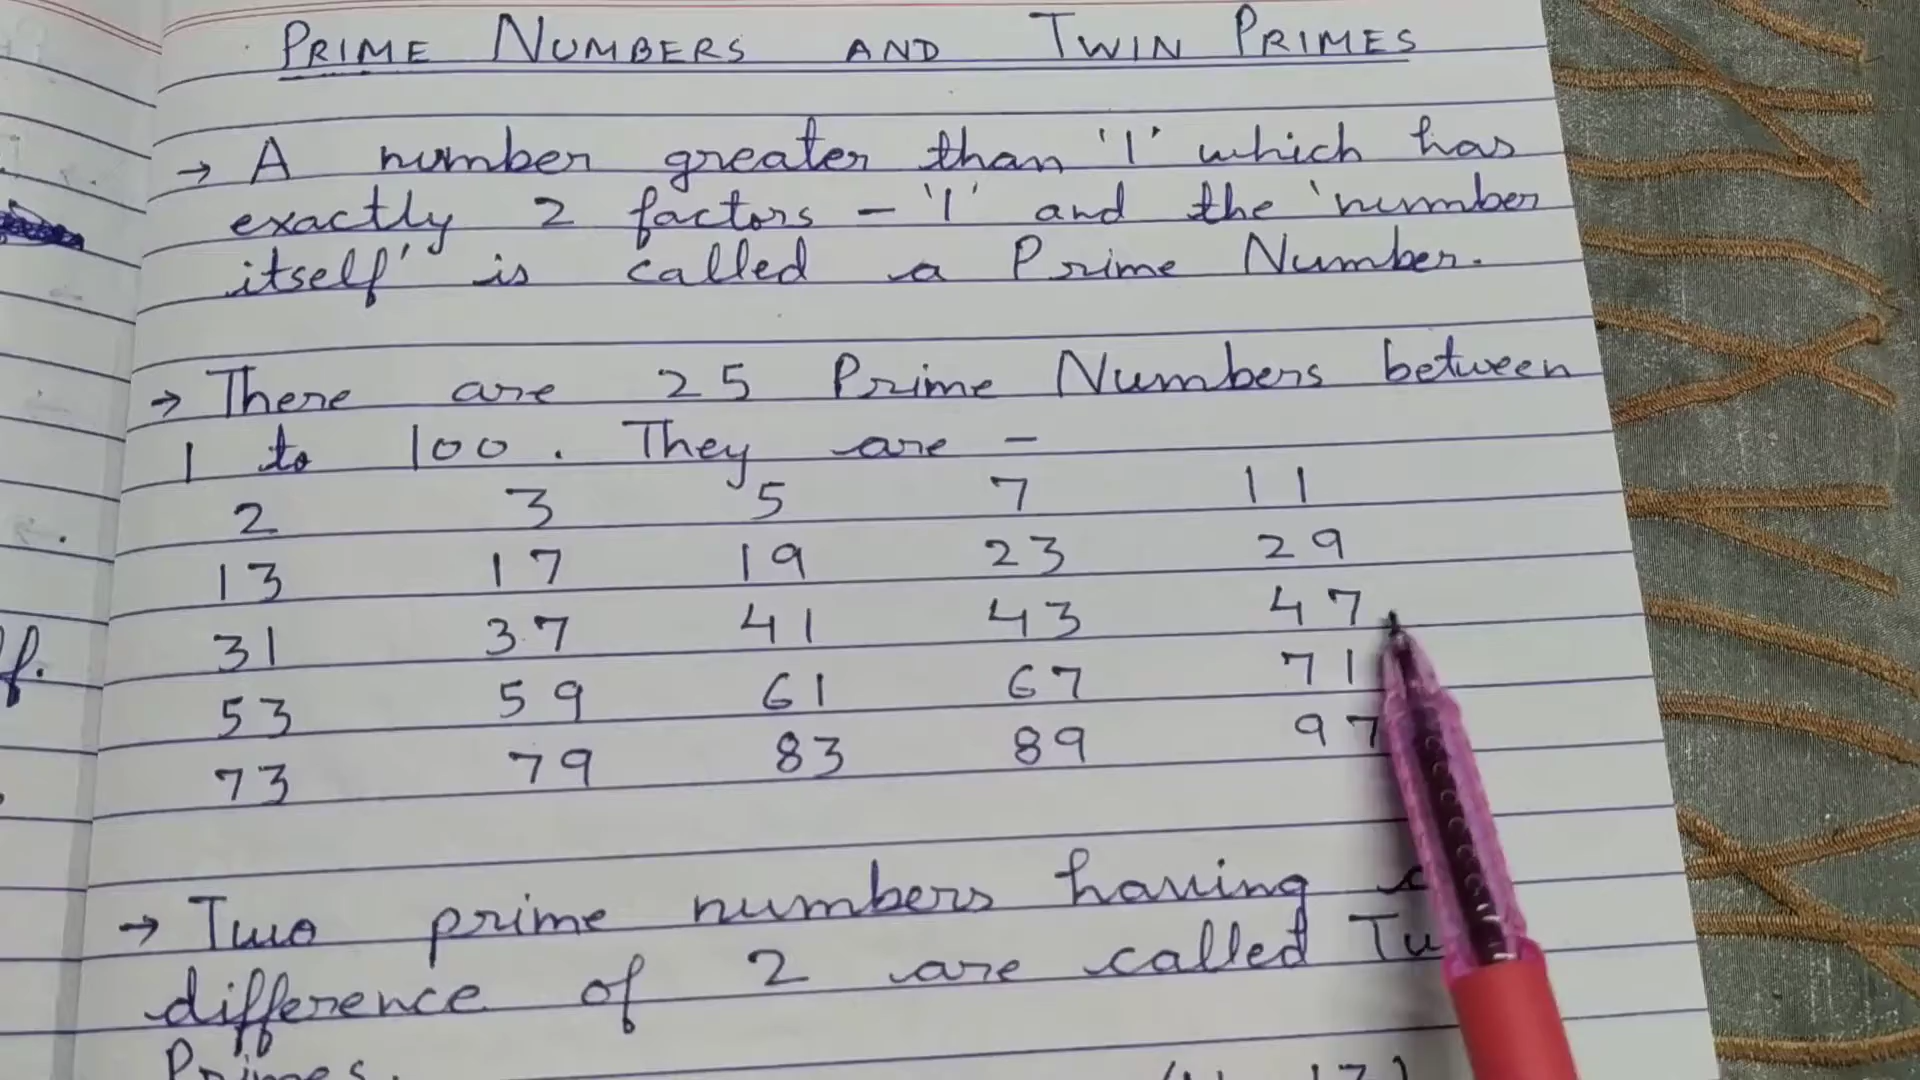 PRIME NUMBERS AND TWIN PRIMES
→ A number greater than '1' which has
exactly 2 factors - '1' and the 'number
itself' is called a Prime Number.
→ There are 25 Prime Numbers between
1 to 100. They are -
2 3 5 7 11
13 17 19 23 29
31 37 41 43 47
53 59 61 67 71
73 79 83 89 97
→ Two prime numbers having
difference of 2 are called Tw
Primes.
f.